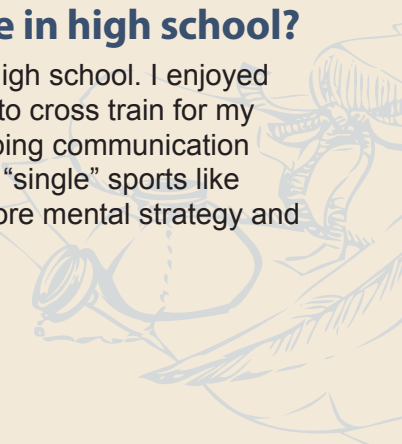 e in high school?
igh school. I enjoyed
to cross train for my
ping communication
“single” sports like
ore mental strategy and